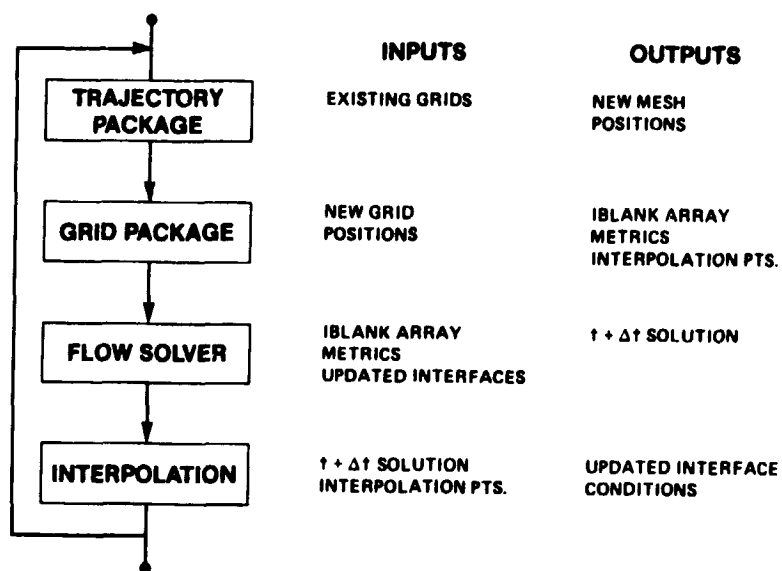 INPUTS
OUTPUTS
TRAJECTORY
PACKAGE
EXISTING GRIDS
NEW MESH
POSITIONS
GRID PACKAGE
NEW GRID
POSITIONS
IBLANK ARRAY
METRICS
INTERPOLATION PTS.
FLOW SOLVER
IBLANK ARRAY
METRICS
UPDATED INTERFACES
t + Δt SOLUTION
INTERPOLATION
t + Δt SOLUTION
INTERPOLATION PTS.
UPDATED INTERFACE
CONDITIONS